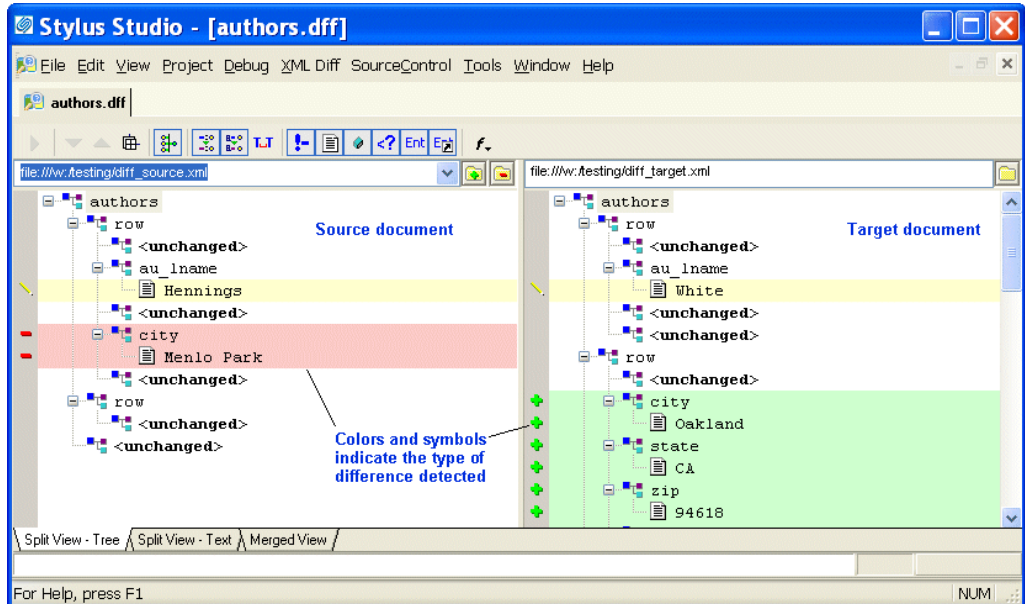 Stylus Studio - [authors.dff]
File Edit View Project Debug XML Diff SourceControl Tools Window Help
authors.dff
<? Ent Ent f
file:///w:/testing/diff_source.xml
authors
row
Source document
<unchanged>
au_lname
Hennings
<unchanged>
city
Menlo Park
<unchanged>
row
<unchanged>
<unchanged>
Colors and symbols
indicate the type of
difference detected
file:///w:/testing/diff_target.xml
authors
row
Target document
<unchanged>
au_lname
White
<unchanged>
<unchanged>
row
<unchanged>
city
Oakland
state
CA
zip
94618
Split View - Tree Split View - Text Merged View
For Help, press F1 NUM